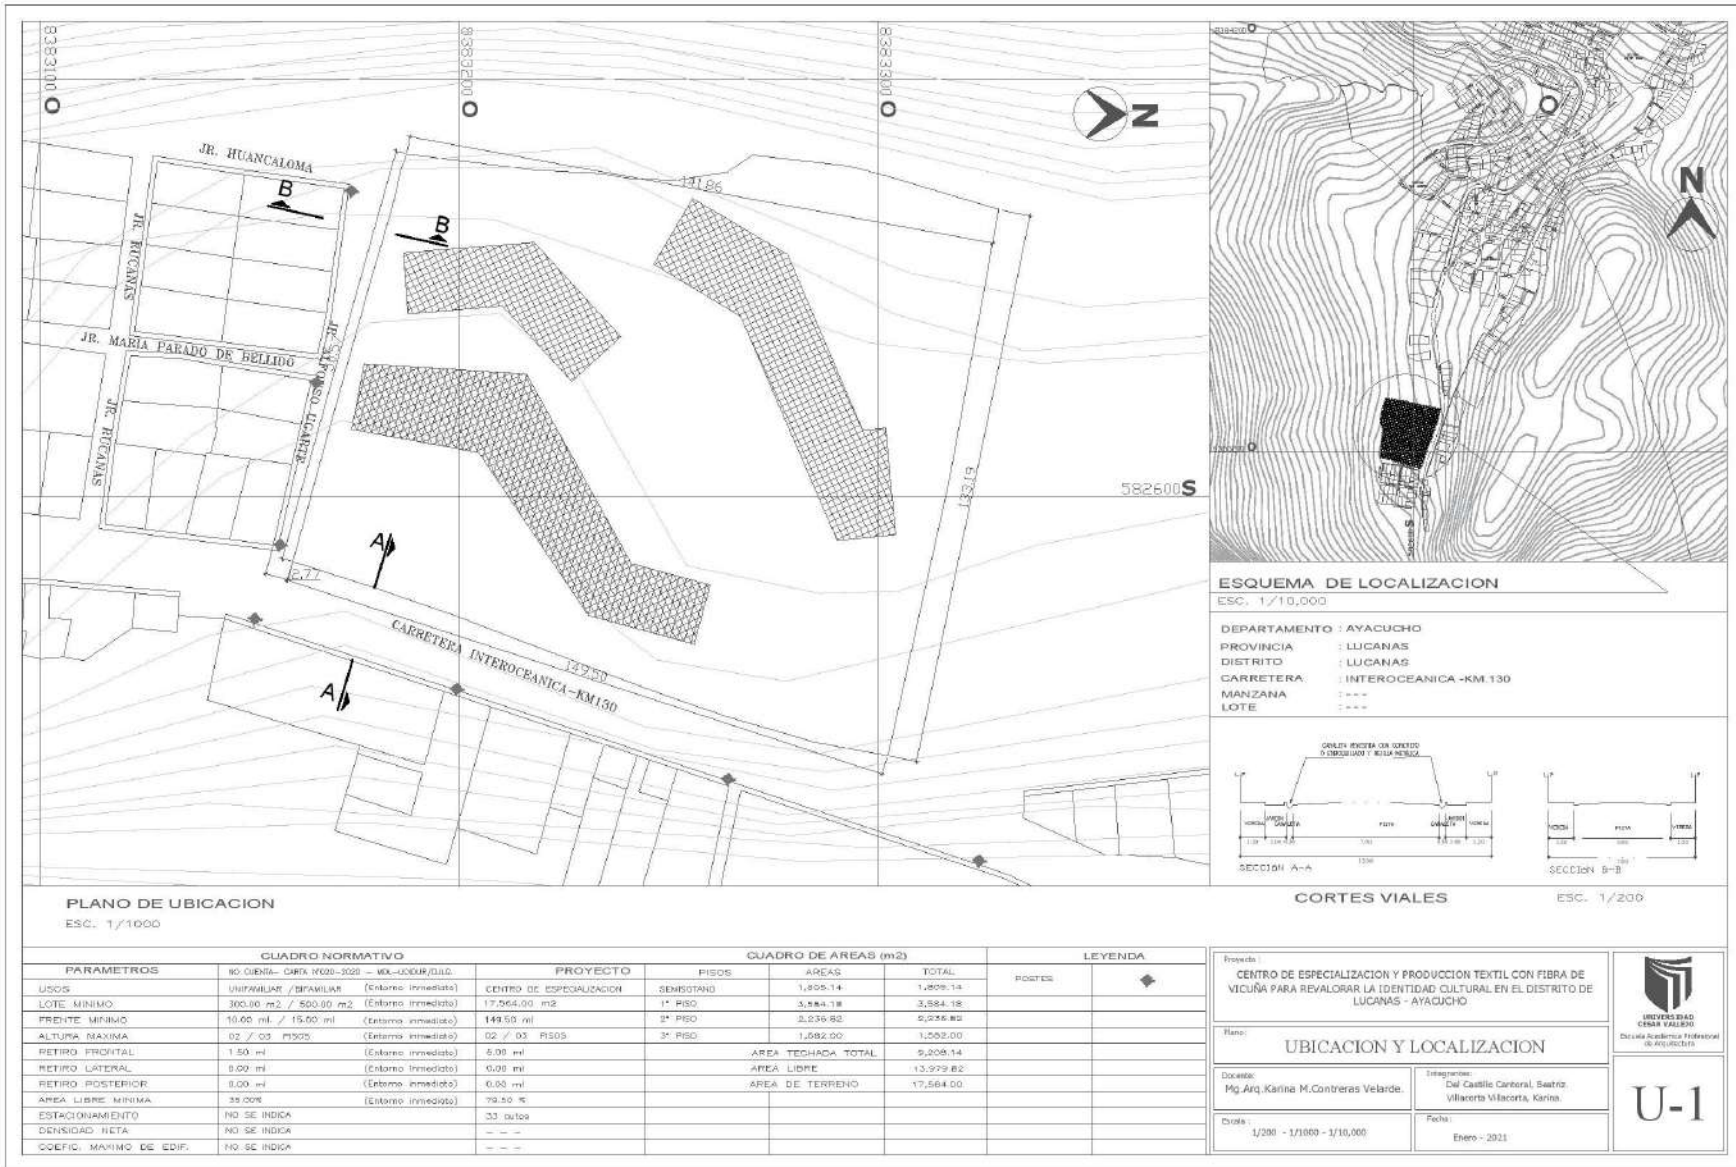 8383100
8383200
8383300
N
JR. HUANCALOMA
B
B
141.86
JR. RUCANAS
JR. MARIA PARADO DE BELLIDO
JR. ALFONSO UGARTE
JR. RUCANAS
133.19
582600S
A
2.77
CARRETERA INTEROCEANICA-KM130
149.50
A
N
ESQUEMA DE LOCALIZACION
ESC. 1/10,000
DEPARTAMENTO : AYACUCHO
PROVINCIA : LUCANAS
DISTRITO : LUCANAS
CARRETERA : INTEROCEANICA -KM.130
MANZANA : ---
LOTE : ---
SECCION A-A
SECCION B-B
CORTES VIALES ESC. 1/200
PLANO DE UBICACION
ESC. 1/1000
CUADRO NORMATIVO
PARAMETROS PROYECTO
USOS UNIFAMILIAR /BIFAMILIAR (Entorno inmediato) CENTRO DE ESPECIALIZACION
LOTE MINIMO 300.00 m2 / 500.00 m2 (Entorno inmediato) 17,564.00 m2
FRENTE MINIMO 10.00 ml. / 15.00 ml (Entorno inmediato) 149.50 ml
ALTURA MAXIMA 02 / 03 PISOS (Entorno inmediato) 02 / 03 PISOS
RETIRO FRONTAL 1.50 ml (Entorno inmediato)
RETIRO LATERAL 0.00 ml (Entorno inmediato) 0.00 ml
RETIRO POSTERIOR 0.00 ml (Entorno inmediato) 0.00 ml
AREA LIBRE MINIMA (Entorno inmediato) 79.50 %
ESTACIONAMIENTO NO SE INDICA 33 autos
DENSIDAD NETA NO SE INDICA ---
COEFIC. MAXIMO DE EDIF. NO SE INDICA ---
CUADRO DE AREAS (m2)
PISOS AREAS TOTAL
SEMISOTANO
1° PISO 3,584.18 3,584.18
2° PISO 2,236.82 2,236.82
3° PISO 1,582.00 1,582.00
AREA TECHADA TOTAL 9,208.14
AREA LIBRE 13,979.82
AREA DE TERRENO 17,564.00
LEYENDA
POSTES
Proyecto :
CENTRO DE ESPECIALIZACION Y PRODUCCION TEXTIL CON FIBRA DE
VICUÑA PARA REVALORAR LA IDENTIDAD CULTURAL EN EL DISTRITO DE
LUCANAS - AYACUCHO
Plano:
UBICACION Y LOCALIZACION
Docente:
Mg.Arq.Karina M.Contreras Velarde.
Integrantes:
Del Castillo Cantoral, Beatriz.
Villacorta Villacorta, Karina.
Escala :
1/200 - 1/1000 - 1/10,000
Fecha :
Enero - 2021
UNIVERSIDAD
CESAR VALLEJO
Escuela Academica Profesional
de Arquitectura
U-1